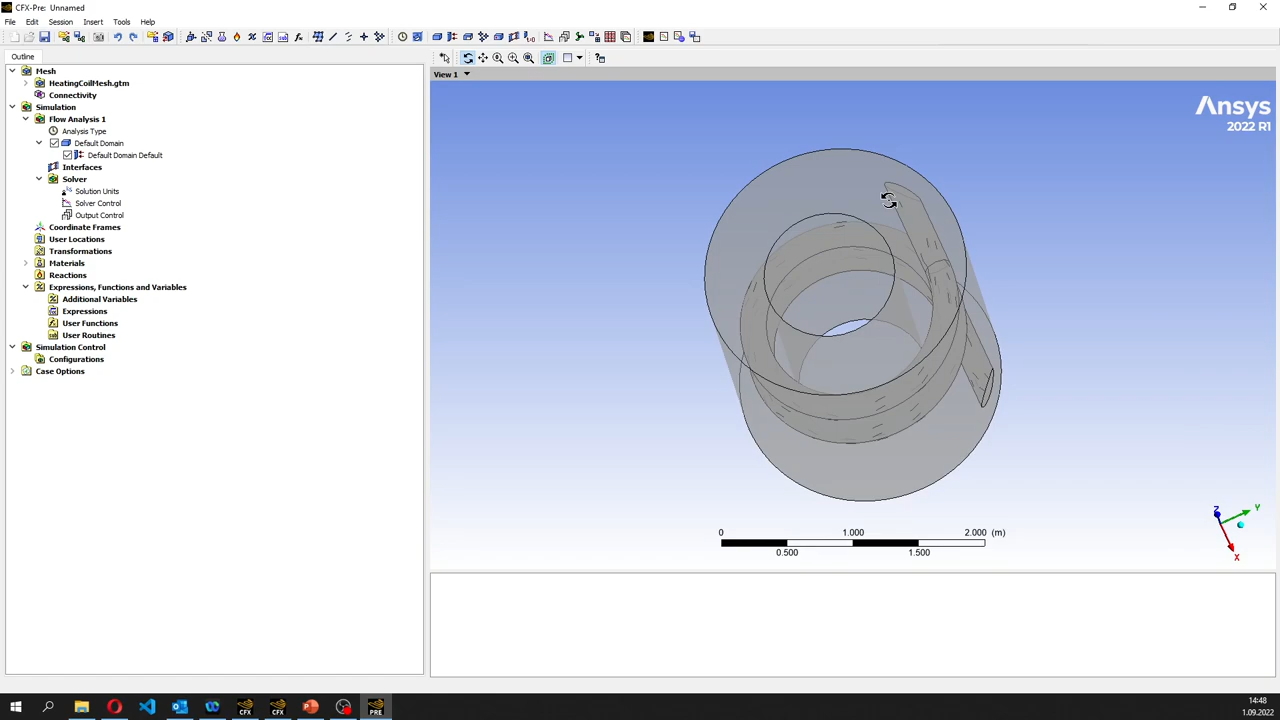 CFX-Pre: Unnamed
File Edit Session Insert Tools Help
Outline
View 1
Mesh
HeatingCoilMesh.gtm
Connectivity
Simulation
Flow Analysis 1
Analysis Type
Default Domain
Default Domain Default
Interfaces
Solver
Solution Units
Solver Control
Output Control
Coordinate Frames
User Locations
Transformations
Materials
Reactions
Expressions, Functions and Variables
Additional Variables
Expressions
User Functions
User Routines
Simulation Control
Configurations
Case Options
Ansys
2022 R1
0 1.000 2.000 (m)
0.500 1.500
Z Y
X
CFX CFX PRE
14:48
1.09.2022